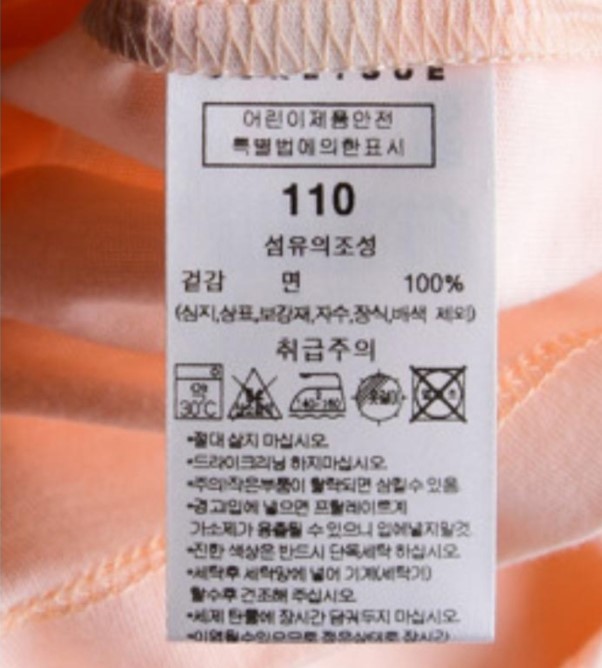 어린이제품안전
특별법에의한표시
110
섬유의조성
겉감 면 100%
(심지,상표,보강재,자수,장식,배색 제외)
취급주의
약
30℃
•절대 삶지 마십시오.
•드라이크리닝 하지마십시오.
•주의!작은부품이 탈락되면 삼킬수 있음.
•경고!입에 넣으면 프탈레이트계
가소제가 용출될 수 있으니 입에넣지말것.
•진한 색상은 반드시 단독세탁 하십시오.
•세탁후 세탁망에 넣어 기계(세탁기)
탈수후 건조해 주십시오.
•세제 탄물에 장시간 담궈두지 마십시오.